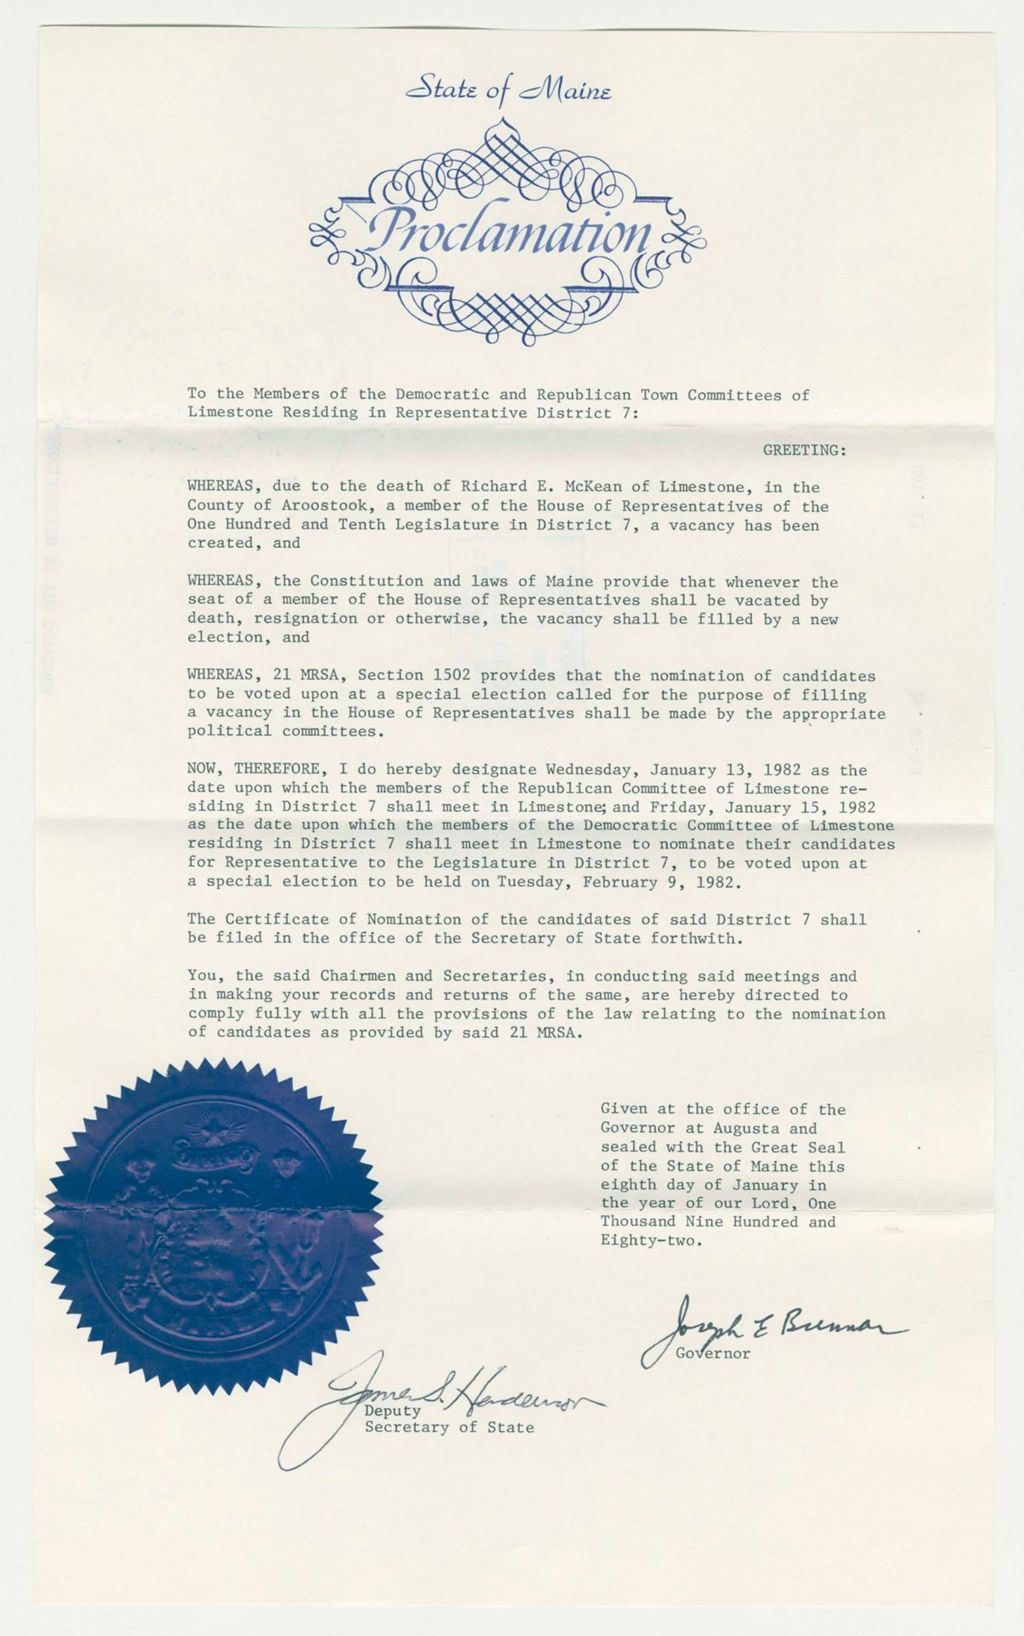 State of Maine
Proclamation
To the Members of the Democratic and Republican Town Committees of
Limestone Residing in Representative District 7:
GREETING:
WHEREAS, due to the death of Richard E. McKean of Limestone, in the
County of Aroostook, a member of the House of Representatives of the
One Hundred and Tenth Legislature in District 7, a vacancy has been
created, and
WHEREAS, the Constitution and laws of Maine provide that whenever the
seat of a member of the House of Representatives shall be vacated by
death, resignation or otherwise, the vacancy shall be filled by a new
election, and
WHEREAS, 21 MRSA, Section 1502 provides that the nomination of candidates
to be voted upon at a special election called for the purpose of filling
a vacancy in the House of Representatives shall be made by the appropriate
political committees.
NOW, THEREFORE, I do hereby designate Wednesday, January 13, 1982 as the
date upon which the members of the Republican Committee of Limestone re-
siding in District 7 shall meet in Limestone; and Friday, January 15, 1982
as the date upon which the members of the Democratic Committee of Limestone
residing in District 7 shall meet in Limestone to nominate their candidates
for Representative to the Legislature in District 7, to be voted upon at
a special election to be held on Tuesday, February 9, 1982.
The Certificate of Nomination of the candidates of said District 7 shall
be filed in the office of the Secretary of State forthwith.
You, the said Chairmen and Secretaries, in conducting said meetings and
in making your records and returns of the same, are hereby directed to
comply fully with all the provisions of the law relating to the nomination
of candidates as provided by said 21 MRSA.
Given at the office of the
Governor at Augusta and
sealed with the Great Seal
of the State of Maine this
eighth day of January in
the year of our Lord, One
Thousand Nine Hundred and
Eighty-two.
Joseph E Brennan
Governor
James S. Henderson
Deputy
Secretary of State
DIRIGO
MAINE